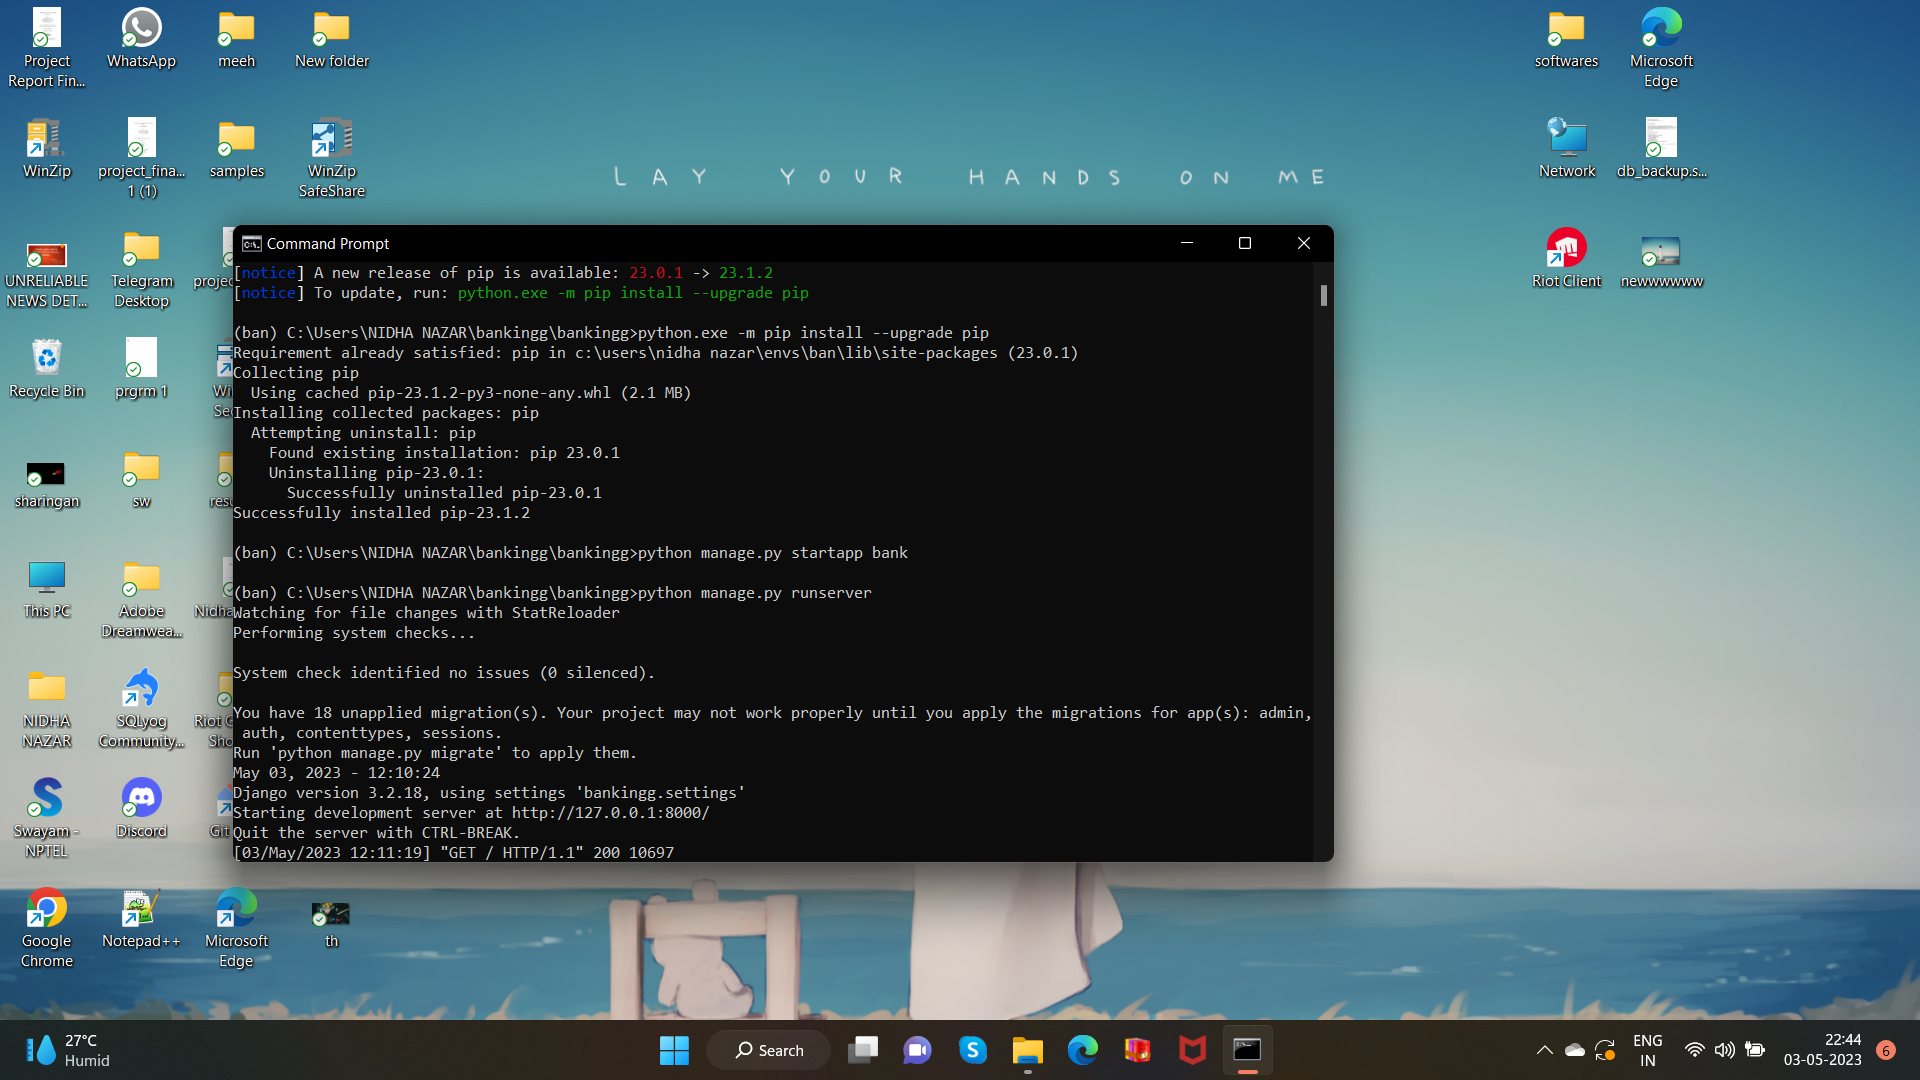 Project
Report Fin...
WhatsApp
meeh
New folder
softwares
Microsoft
Edge
WinZip
project_fina...
1 (1)
samples
WinZip
SafeShare
Network
db_backup.s...
LAY YOUR HANDS ON ME
UNRELIABLE
NEWS DET...
Telegram
Desktop
projec
Riot Client
newwwwww
Recycle Bin
prgrm 1
Wi
Sec
sharingan
sw
resu
This PC
Adobe
Dreamwea...
Nidha
NIDHA
NAZAR
SQLyog
Community...
Riot G
Sho
Swayam -
NPTEL
Discord
Git
Google
Chrome
Notepad++
Microsoft
Edge
th
Command Prompt
[notice] A new release of pip is available: 23.0.1 -> 23.1.2
[notice] To update, run: python.exe -m pip install --upgrade pip
(ban) C:\Users\NIDHA NAZAR\bankingg\bankingg>python.exe -m pip install --upgrade pip
Requirement already satisfied: pip in c:\users\nidha nazar\envs\ban\lib\site-packages (23.0.1)
Collecting pip
Using cached pip-23.1.2-py3-none-any.whl (2.1 MB)
Installing collected packages: pip
Attempting uninstall: pip
Found existing installation: pip 23.0.1
Uninstalling pip-23.0.1:
Successfully uninstalled pip-23.0.1
Successfully installed pip-23.1.2
(ban) C:\Users\NIDHA NAZAR\bankingg\bankingg>python manage.py startapp bank
(ban) C:\Users\NIDHA NAZAR\bankingg\bankingg>python manage.py runserver
Watching for file changes with StatReloader
Performing system checks...
System check identified no issues (0 silenced).
You have 18 unapplied migration(s). Your project may not work properly until you apply the migrations for app(s): admin,
auth, contenttypes, sessions.
Run 'python manage.py migrate' to apply them.
May 03, 2023 - 12:10:24
Django version 3.2.18, using settings 'bankingg.settings'
Starting development server at http://127.0.0.1:8000/
Quit the server with CTRL-BREAK.
[03/May/2023 12:11:19] "GET / HTTP/1.1" 200 10697
27°C
Humid
Search
ENG
IN
22:44
03-05-2023
6